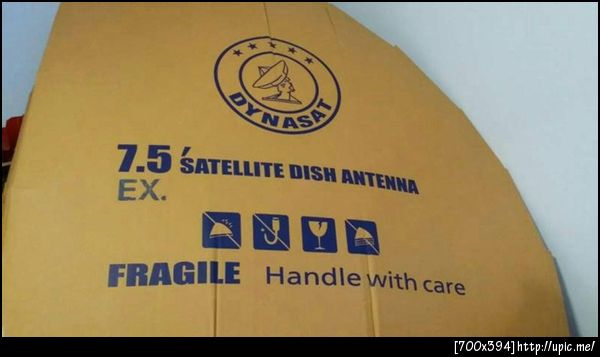 ★★★★★
DYNASAT
7.5' SATELLITE DISH ANTENNA
EX.
FRAGILE Handle with care
[700x394]http://upic.me/